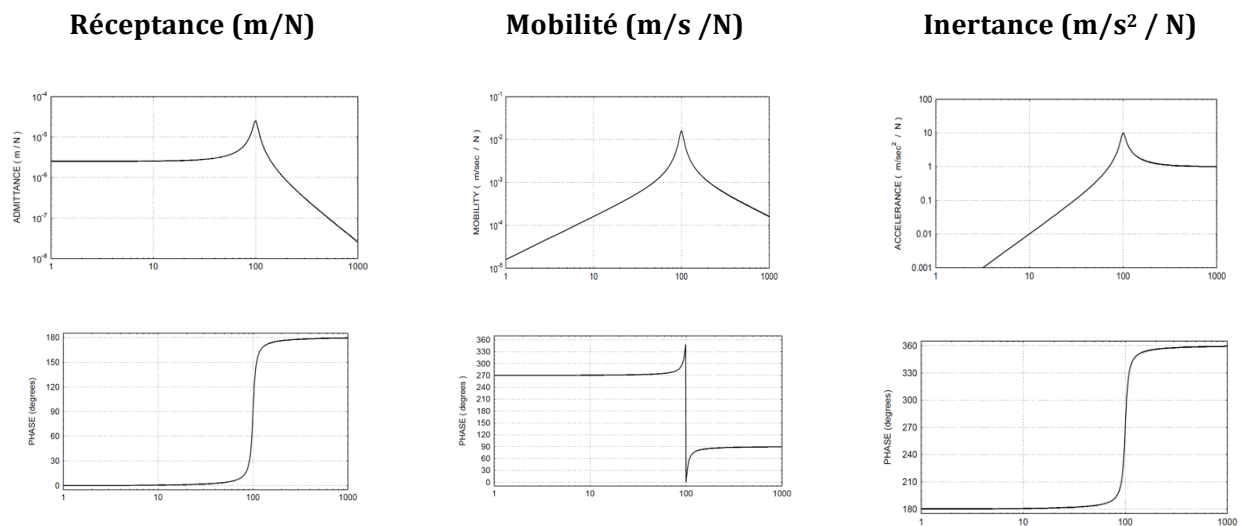 Réceptance (m/N)
Mobilité (m/s /N)
Inertance (m/s² / N)
ADMITTANCE ( m / N )
10⁻⁴
10⁻⁵
10⁻⁶
10⁻⁷
10⁻⁸
1 10 100 1000
MOBILITY ( m/sec / N )
10⁻¹
10⁻²
10⁻³
10⁻⁴
10⁻⁵
1 10 100 1000
ACCELERANCE ( m/sec² / N )
100
10
1
0.1
0.01
0.001
1 10 100 1000
PHASE (degrees)
180
150
120
90
60
30
0
1 10 100 1000
PHASE ( degrees )
360
330
300
270
240
210
180
150
120
90
60
30
0
1 10 100 1000
PHASE (degrees)
360
330
300
270
240
210
180
1 10 100 1000